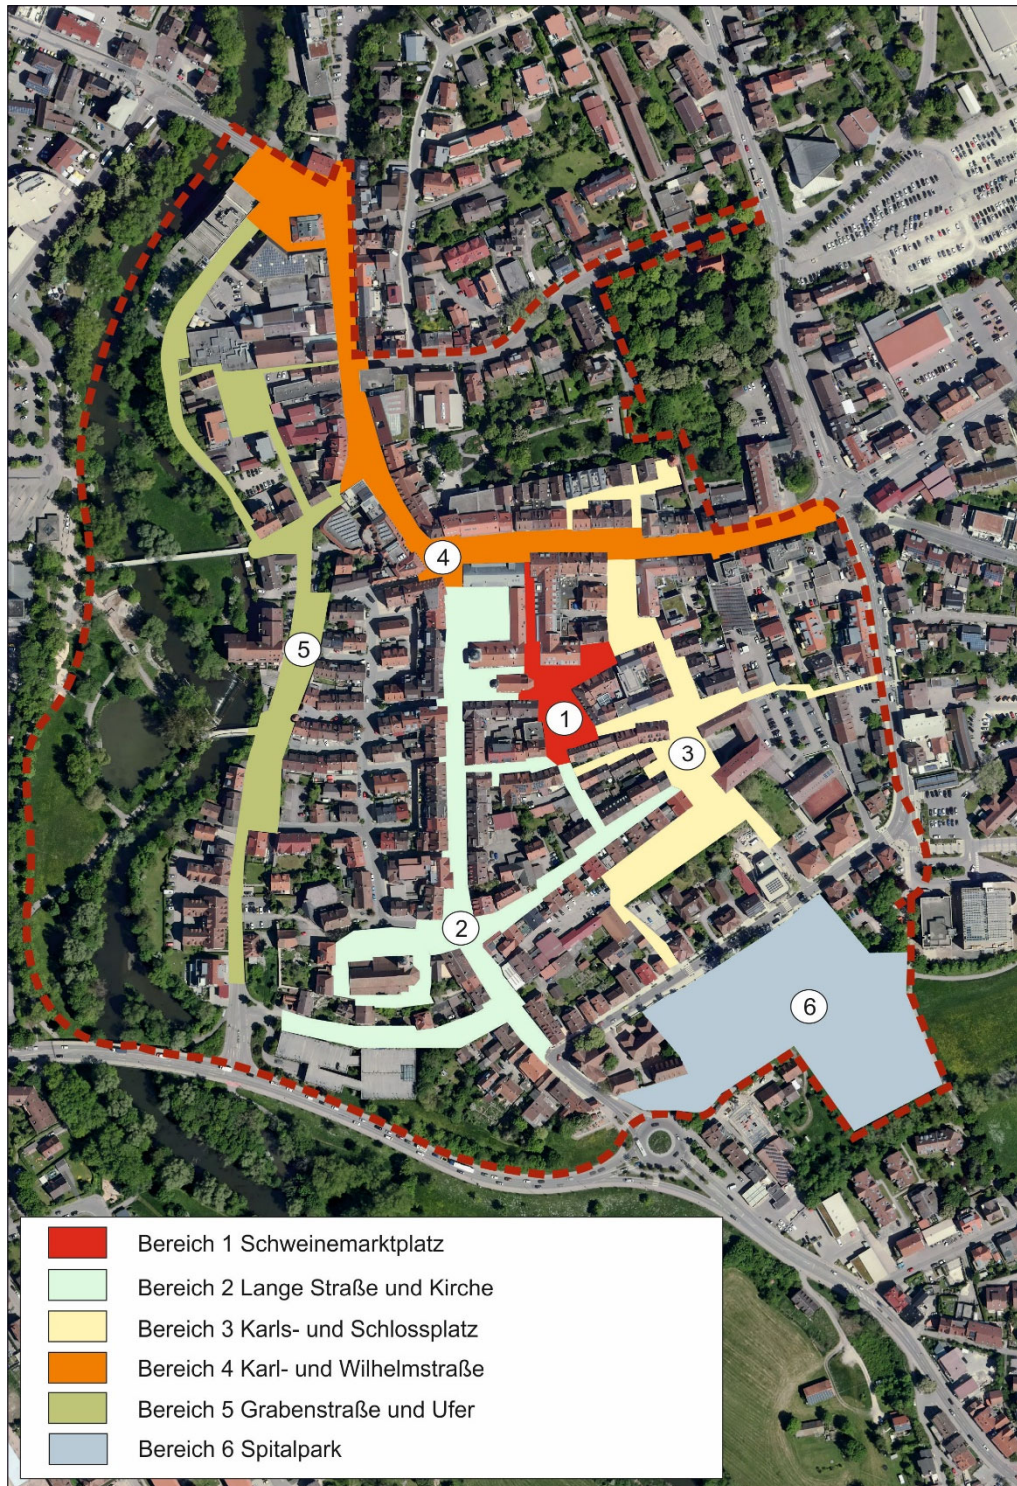 4
5
1
3
2
6
Bereich 1 Schweinemarktplatz
Bereich 2 Lange Straße und Kirche
Bereich 3 Karls- und Schlossplatz
Bereich 4 Karl- und Wilhelmstraße
Bereich 5 Grabenstraße und Ufer
Bereich 6 Spitalpark